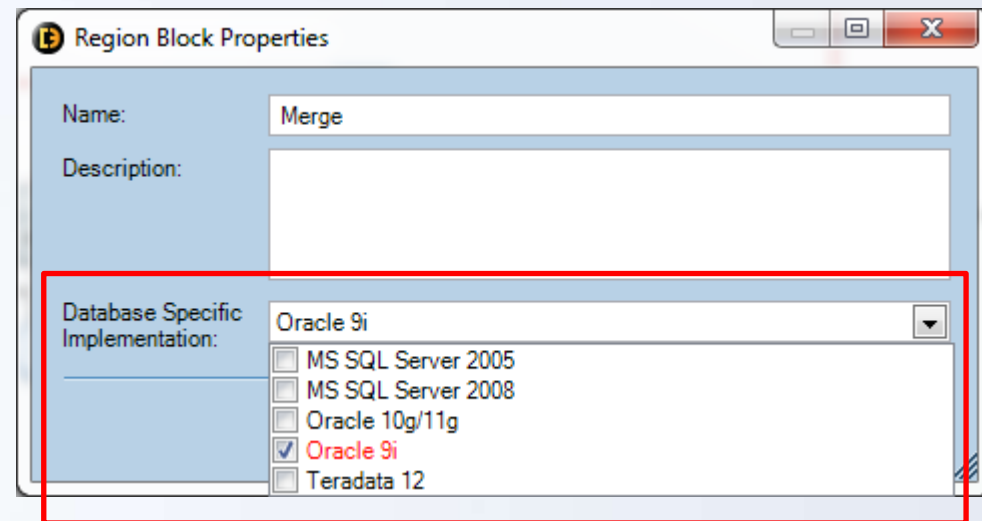 Region Block Properties
Name:
Merge
Description:
Database Specific
Implementation:
Oracle 9i
MS SQL Server 2005
MS SQL Server 2008
Oracle 10g/11g
Oracle 9i
Teradata 12